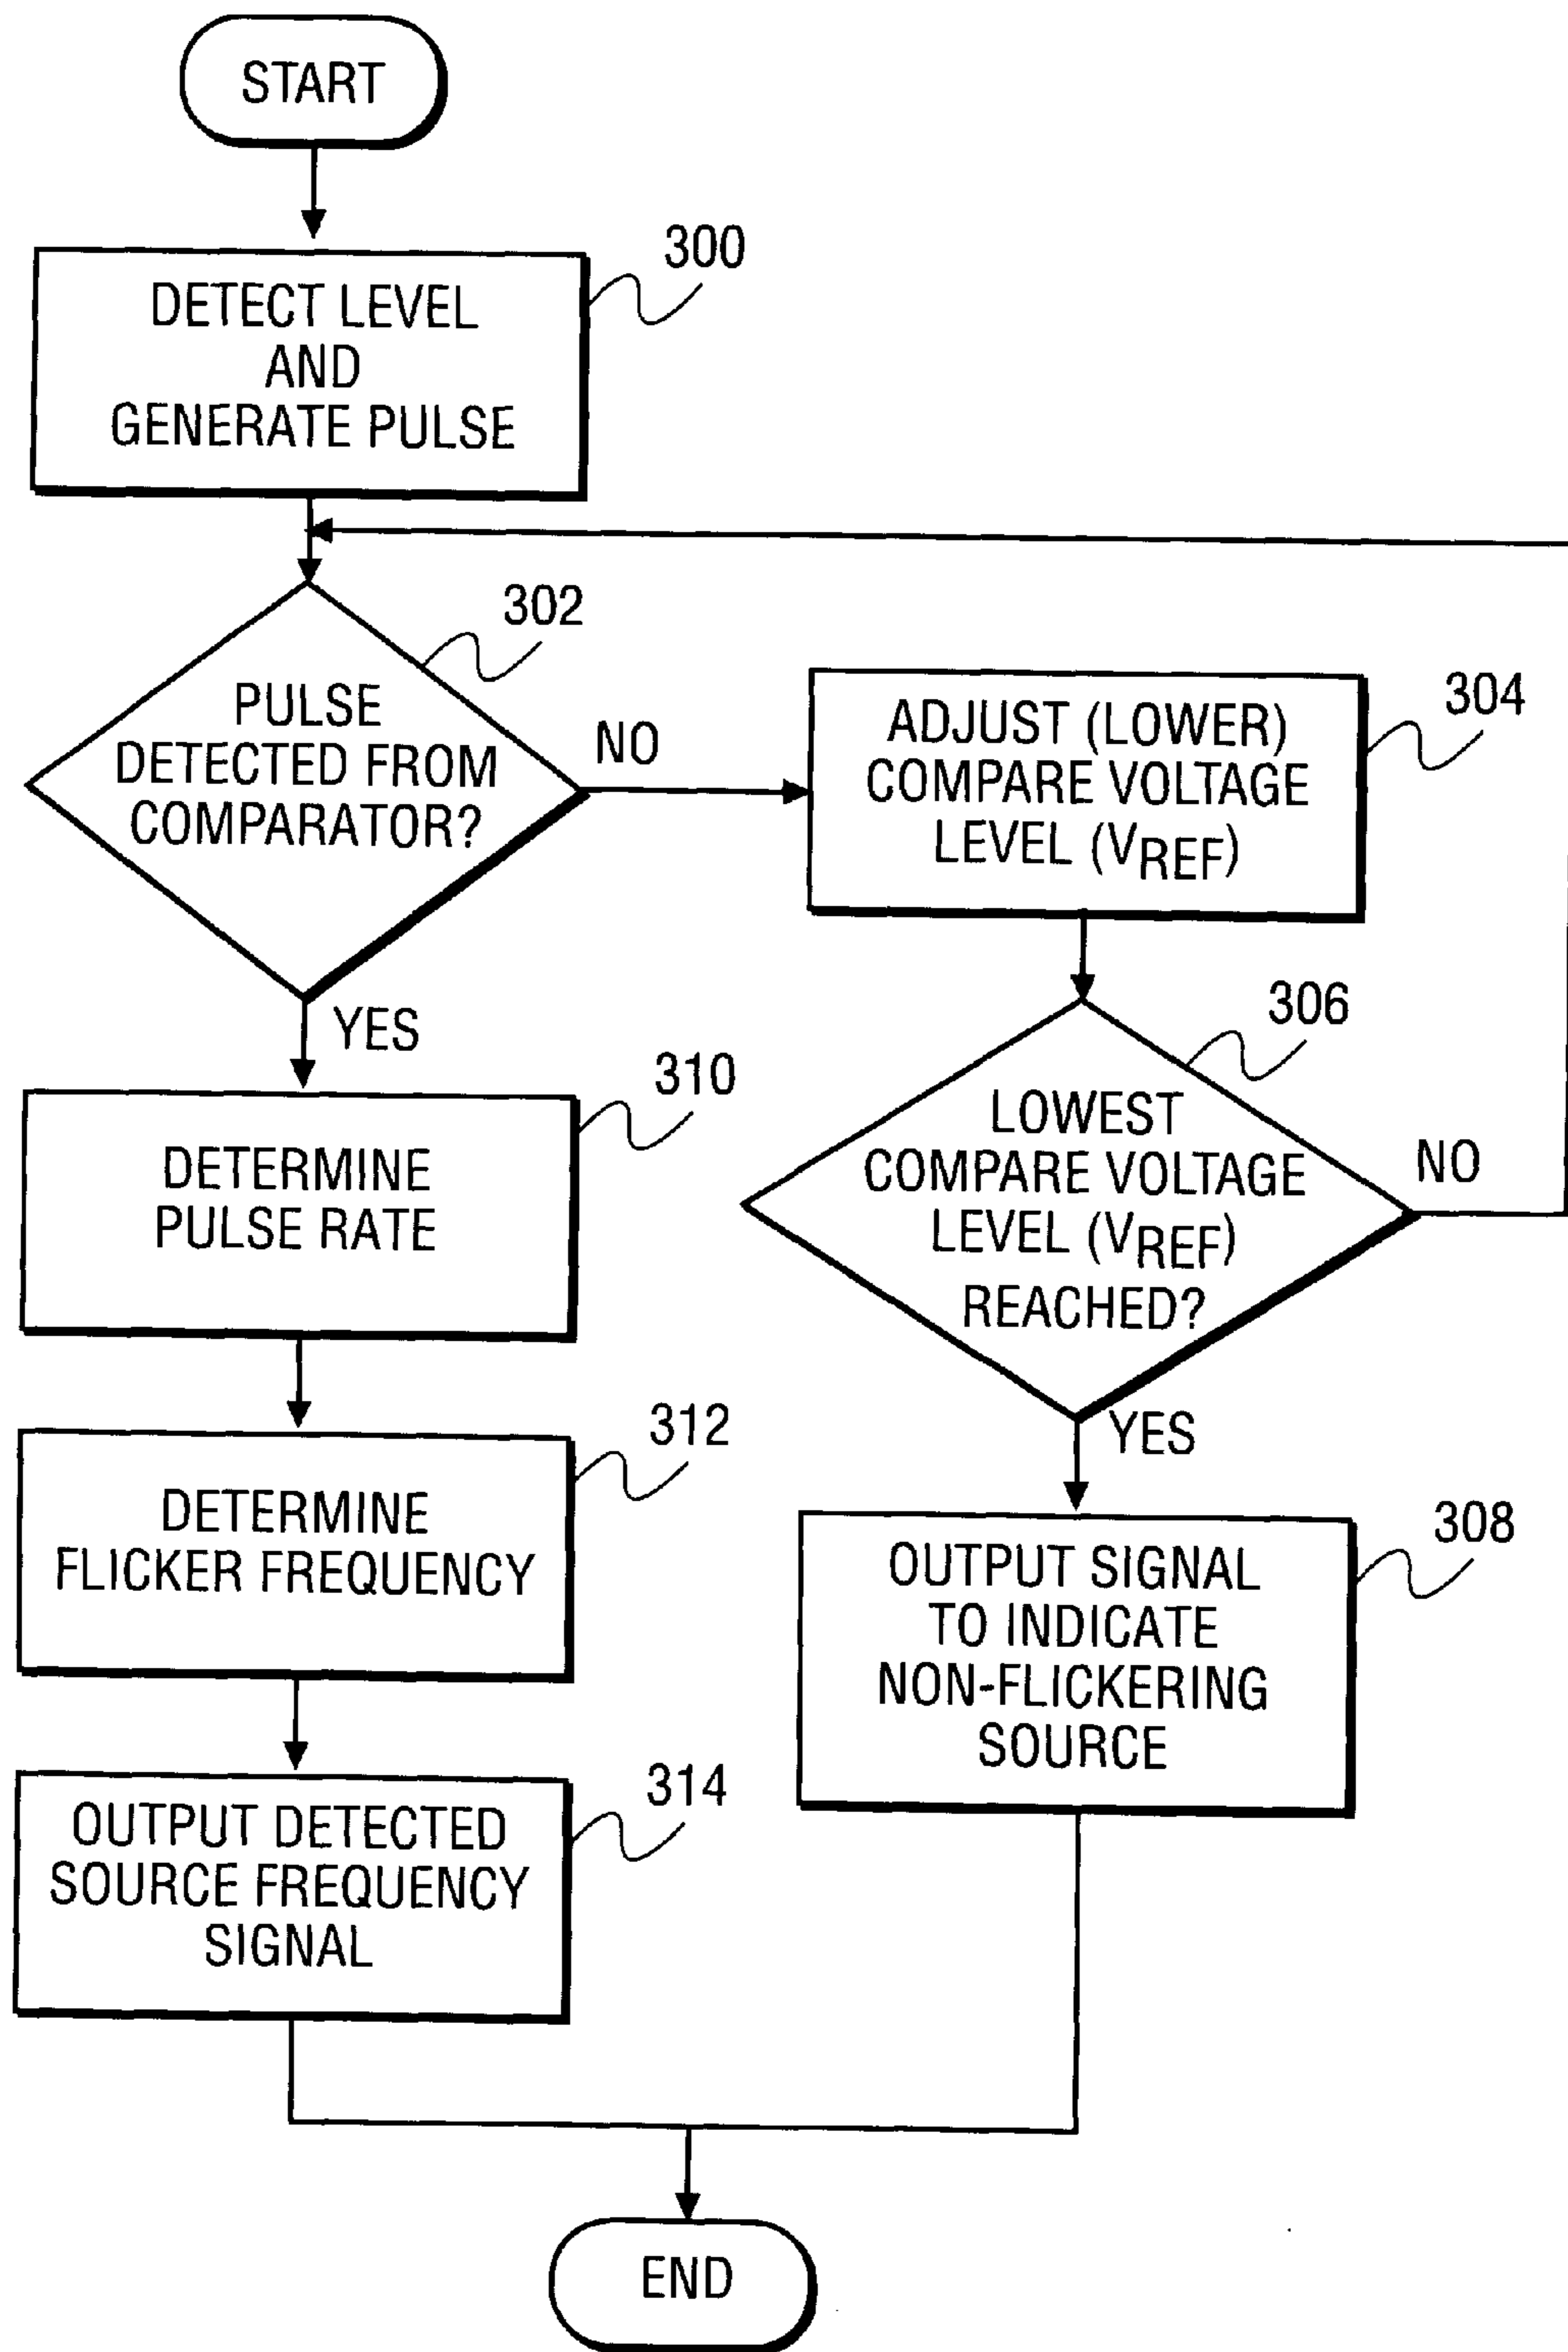 START
300
DETECT LEVEL
AND
GENERATE PULSE
302
PULSE
DETECTED FROM
COMPARATOR?
NO
304
ADJUST (LOWER)
COMPARE VOLTAGE
LEVEL (VREF)
YES
306
LOWEST
COMPARE VOLTAGE
LEVEL (VREF)
REACHED?
NO
310
DETERMINE
PULSE RATE
YES
312
DETERMINE
FLICKER FREQUENCY
308
OUTPUT SIGNAL
TO INDICATE
NON-FLICKERING
SOURCE
314
OUTPUT DETECTED
SOURCE FREQUENCY
SIGNAL
END